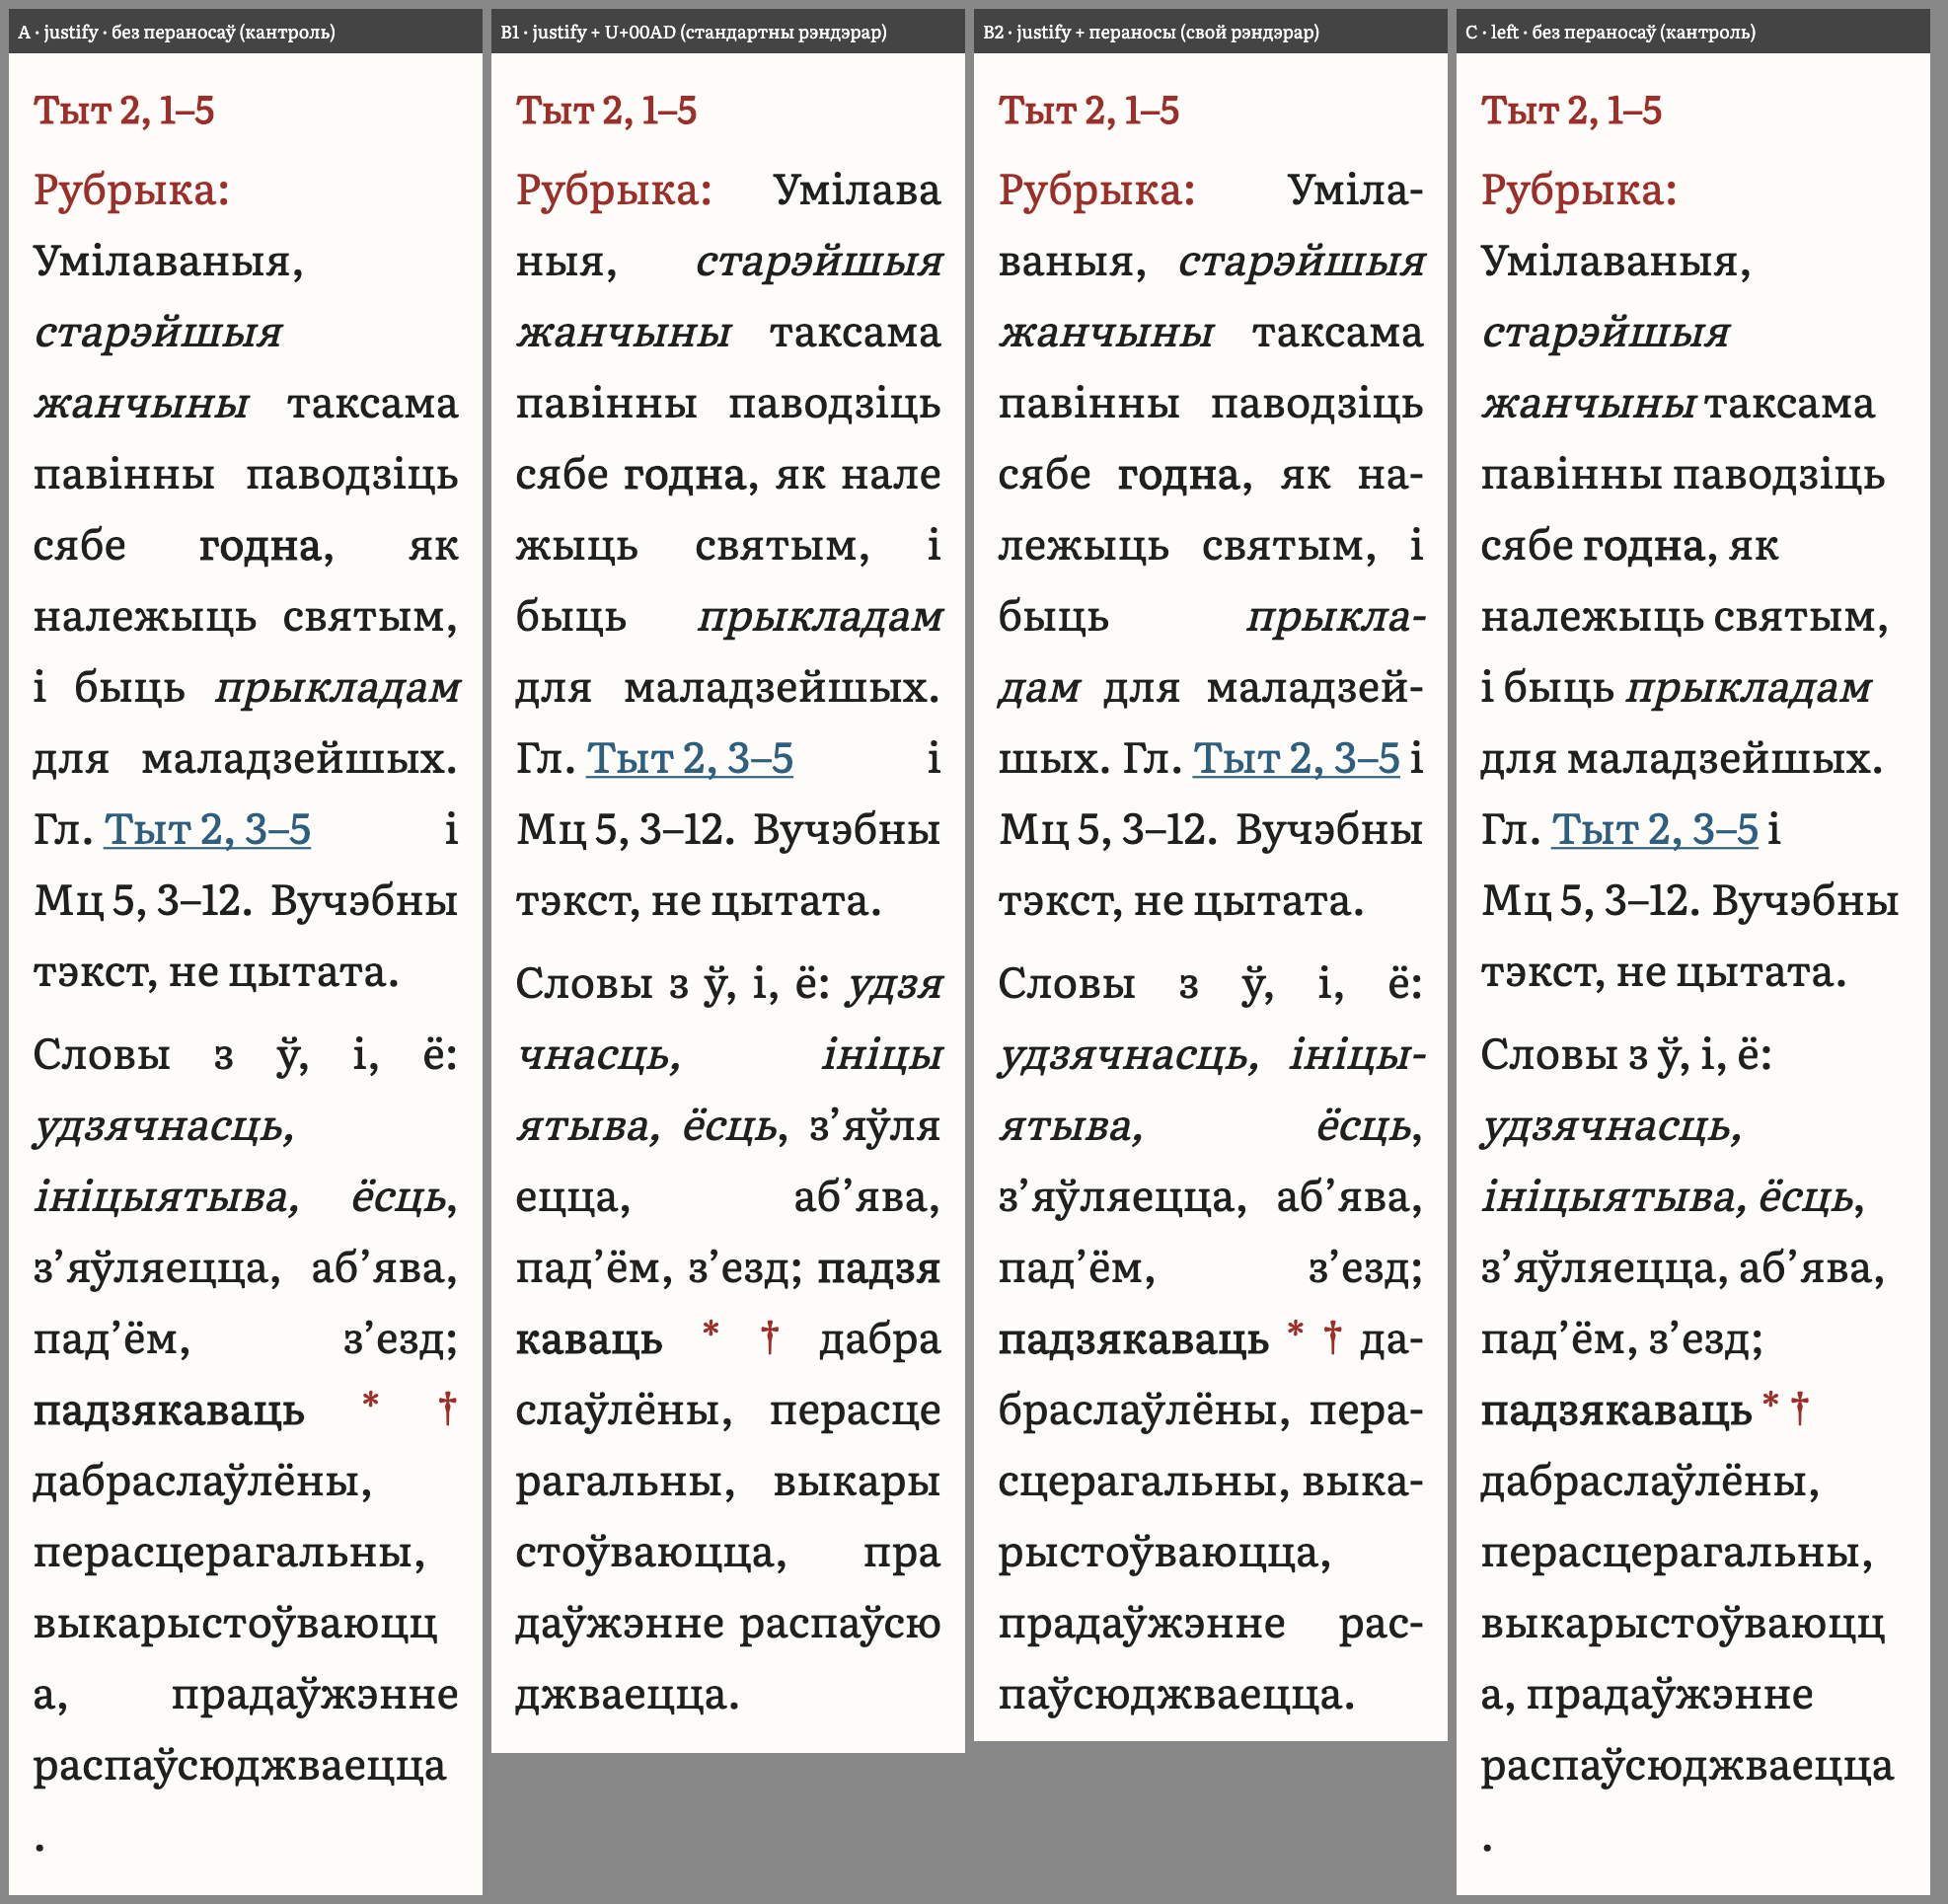 А · justify · без пераносаў (кантроль)
Тыт 2, 1–5
Рубрыка:
Умілаваныя,
старэйшыя
жанчыны таксама
павінны паводзіць
сябе годна, як
належыць святым,
і быць прыкладам
для маладзейшых.
Гл. Тыт 2, 3–5 і
Мц 5, 3–12. Вучэбны
тэкст, не цытата.
Словы з ў, і, ё:
удзячнасць,
ініцыятыва, ёсць,
з’яўляецца, аб’ява,
пад’ём, з’езд;
падзякаваць * †
дабраслаўлёны,
перасцерагальны,
выкарыстоўваюцц
а, прадаўжэнне
распаўсюджваецца
.
B1 · justify + U+00AD (стандартны рэндэрар)
Тыт 2, 1–5
Рубрыка: Умілава
ныя, старэйшыя
жанчыны таксама
павінны паводзіць
сябе годна, як нале
жыць святым, і
быць прыкладам
для маладзейшых.
Гл. Тыт 2, 3–5 і
Мц 5, 3–12. Вучэбны
тэкст, не цытата.
Словы з ў, і, ё: удзя
чнасць, ініцы
ятыва, ёсць, з’яўля
ецца, аб’ява,
пад’ём, з’езд; падзя
каваць * † дабра
слаўлёны, перасце
рагальны, выкары
стоўваюцца, пра
даўжэнне распаўсю
джваецца.
B2 · justify + пераносы (свой рэндэрар)
Тыт 2, 1–5
Рубрыка: Уміла-
ваныя, старэйшыя
жанчыны таксама
павінны паводзіць
сябе годна, як на-
лежыць святым, і
быць прыкла-
дам для маладзей-
шых. Гл. Тыт 2, 3–5 і
Мц 5, 3–12. Вучэбны
тэкст, не цытата.
Словы з ў, і, ё:
удзячнасць, ініцы-
ятыва, ёсць,
з’яўляецца, аб’ява,
пад’ём, з’езд;
падзякаваць * † да-
браслаўлёны, пера-
сцерагальны, выка-
рыстоўваюцца,
прадаўжэнне рас-
паўсюджваецца.
C · left · без пераносаў (кантроль)
Тыт 2, 1–5
Рубрыка:
Умілаваныя,
старэйшыя
жанчыны таксама
павінны паводзіць
сябе годна, як
належыць святым,
і быць прыкладам
для маладзейшых.
Гл. Тыт 2, 3–5 і
Мц 5, 3–12. Вучэбны
тэкст, не цытата.
Словы з ў, і, ё:
удзячнасць,
ініцыятыва, ёсць,
з’яўляецца, аб’ява,
пад’ём, з’езд;
падзякаваць * †
дабраслаўлёны,
перасцерагальны,
выкарыстоўваюцц
а, прадаўжэнне
распаўсюджваецца
.